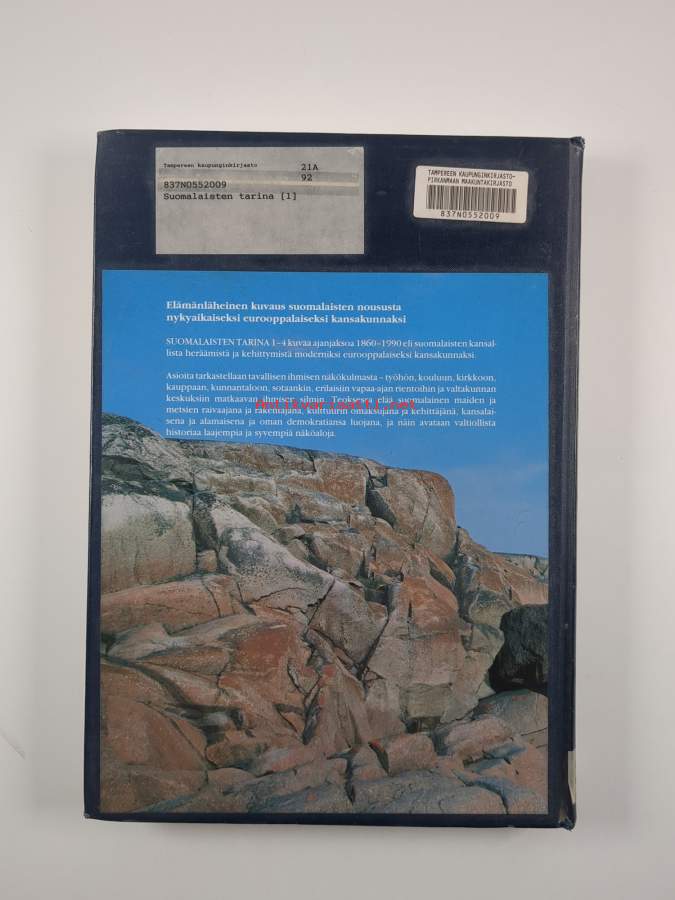 Tampereen kaupunginkirjasto
21A
92
837N0552009
Suomalaisten tarina [1]
TAMPEREEN KAUPUNGINKIRJASTO-
PIRKANMAAN MAAKUNTAKIRJASTO
837N0552009
Elämänläheinen kuvaus suomalaisten noususta
nykyaikaiseksi eurooppalaiseksi kansakunnaksi
SUOMALAISTEN TARINA 1–4 kuvaa ajanjaksoa 1860–1990 eli suomalaisten kansal-
lista heräämistä ja kehittymistä moderniksi eurooppalaiseksi kansakunnaksi.
Asioita tarkastellaan tavallisen ihmisen näkökulmasta – työhön, kouluun, kirkkoon,
kauppaan, kunnantaloon, sotaankin, erilaisiin vapaa-ajan rientoihin ja valtakunnan
keskuksiin matkaavan ihmisen silmin. Teoksessa elää suomalainen maiden ja
metsien raivaajana ja rakentajana, kulttuurin omaksujana ja kehittäjänä, kansalai-
sena ja alamaisena ja oman demokratiansa luojana, ja näin avataan valtiollista
historiaa laajempia ja syvempiä näköaloja.